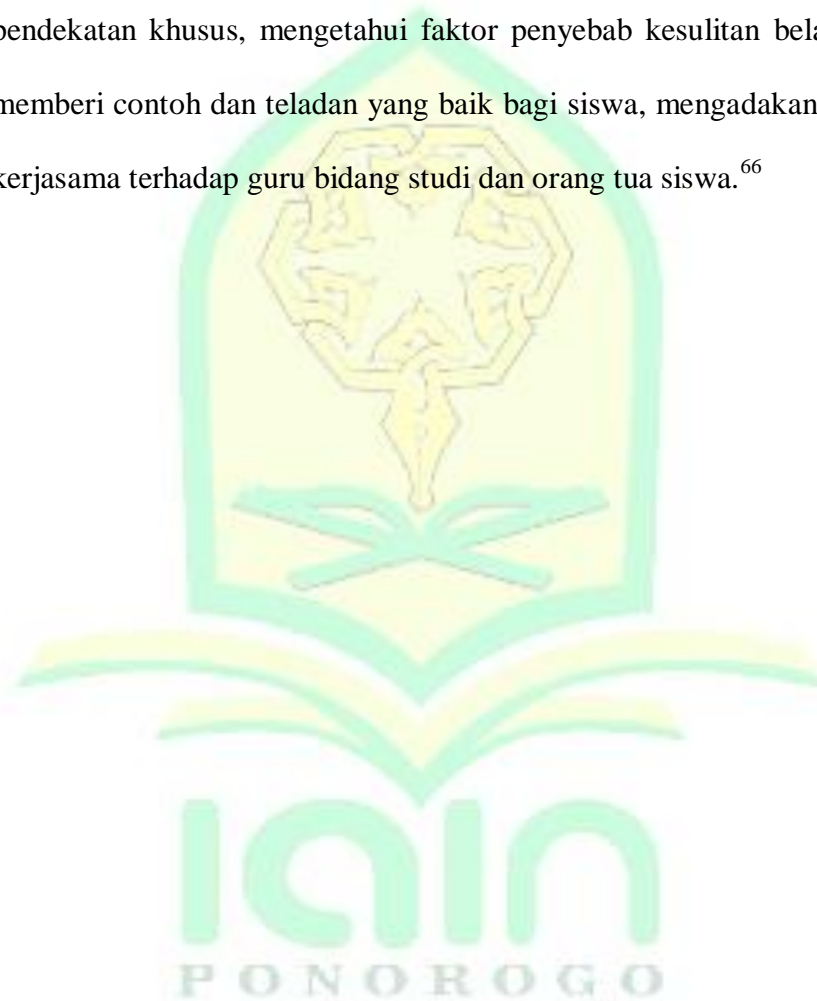 pendekatan khusus, mengetahui faktor penyebab kesulitan
memberi contoh dan teladan yang baik bagi siswa, mengadakan
kerjasama terhadap guru bidang studi dan orang tua siswa.⁶⁶
IAIN
PONOROGO